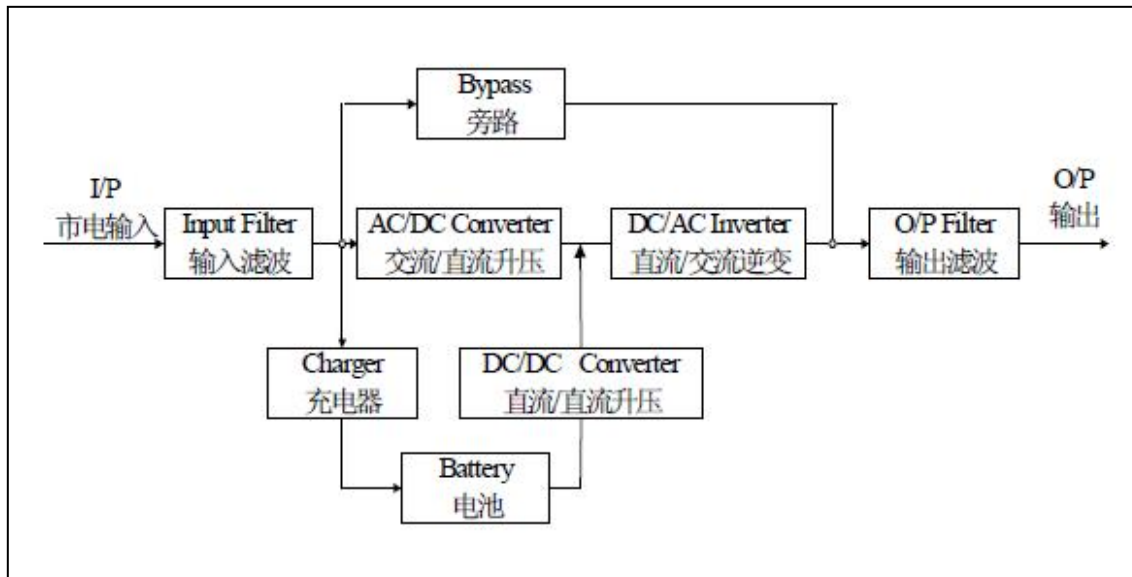 Bypass
旁路
I/P
市电输入
Input Filter
输入滤波
AC/DC Converter
交流/直流升压
DC/AC Inverter
直流/交流逆变
O/P Filter
输出滤波
O/P
输出
Charger
充电器
DC/DC Converter
直流/直流升压
Battery
电池